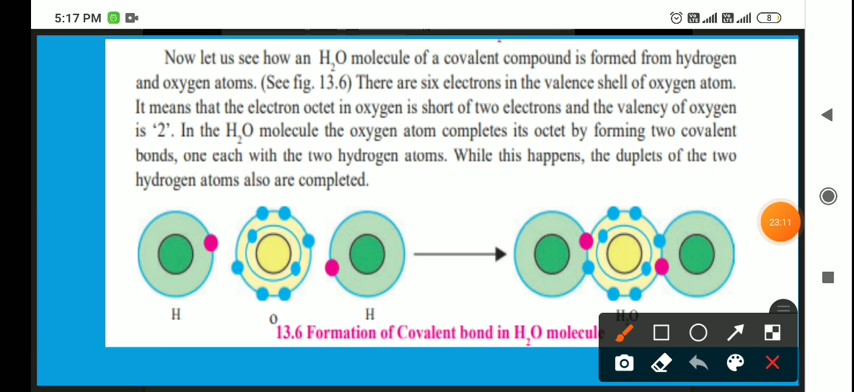 5:17 PM
8
Now let us see how an H₂O molecule of a covalent compound is formed from hydrogen
and oxygen atoms. (See fig. 13.6) There are six electrons in the valence shell of oxygen atom.
It means that the electron octet in oxygen is short of two electrons and the valency of oxygen
is ‘2’. In the H₂O molecule the oxygen atom completes its octet by forming two covalent
bonds, one each with the two hydrogen atoms. While this happens, the duplets of the two
hydrogen atoms also are completed.
23:11
H
O
H
H₂O
13.6 Formation of Covalent bond in H₂O molecule